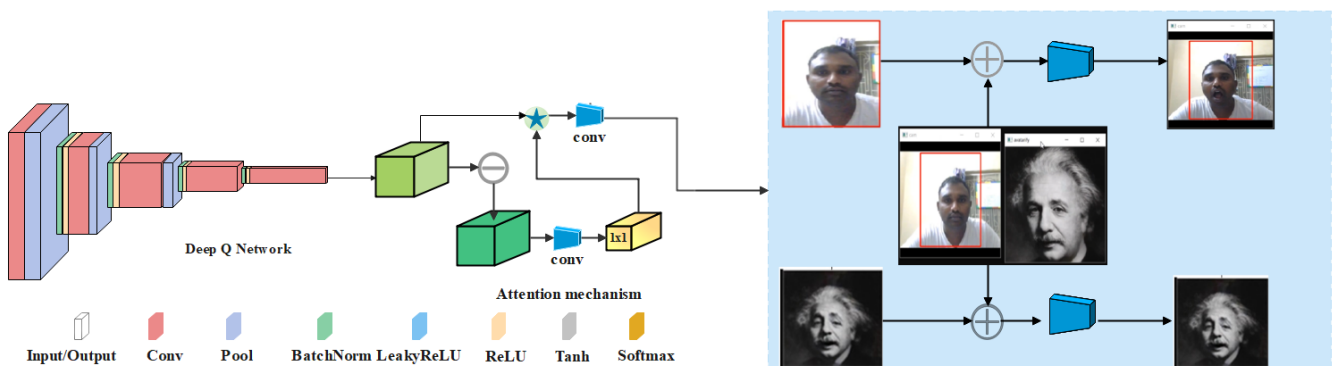 conv
Deep Q Network
1x1
conv
Attention mechanism
Input/Output Conv Pool BatchNorm LeakyReLU ReLU Tanh Softmax